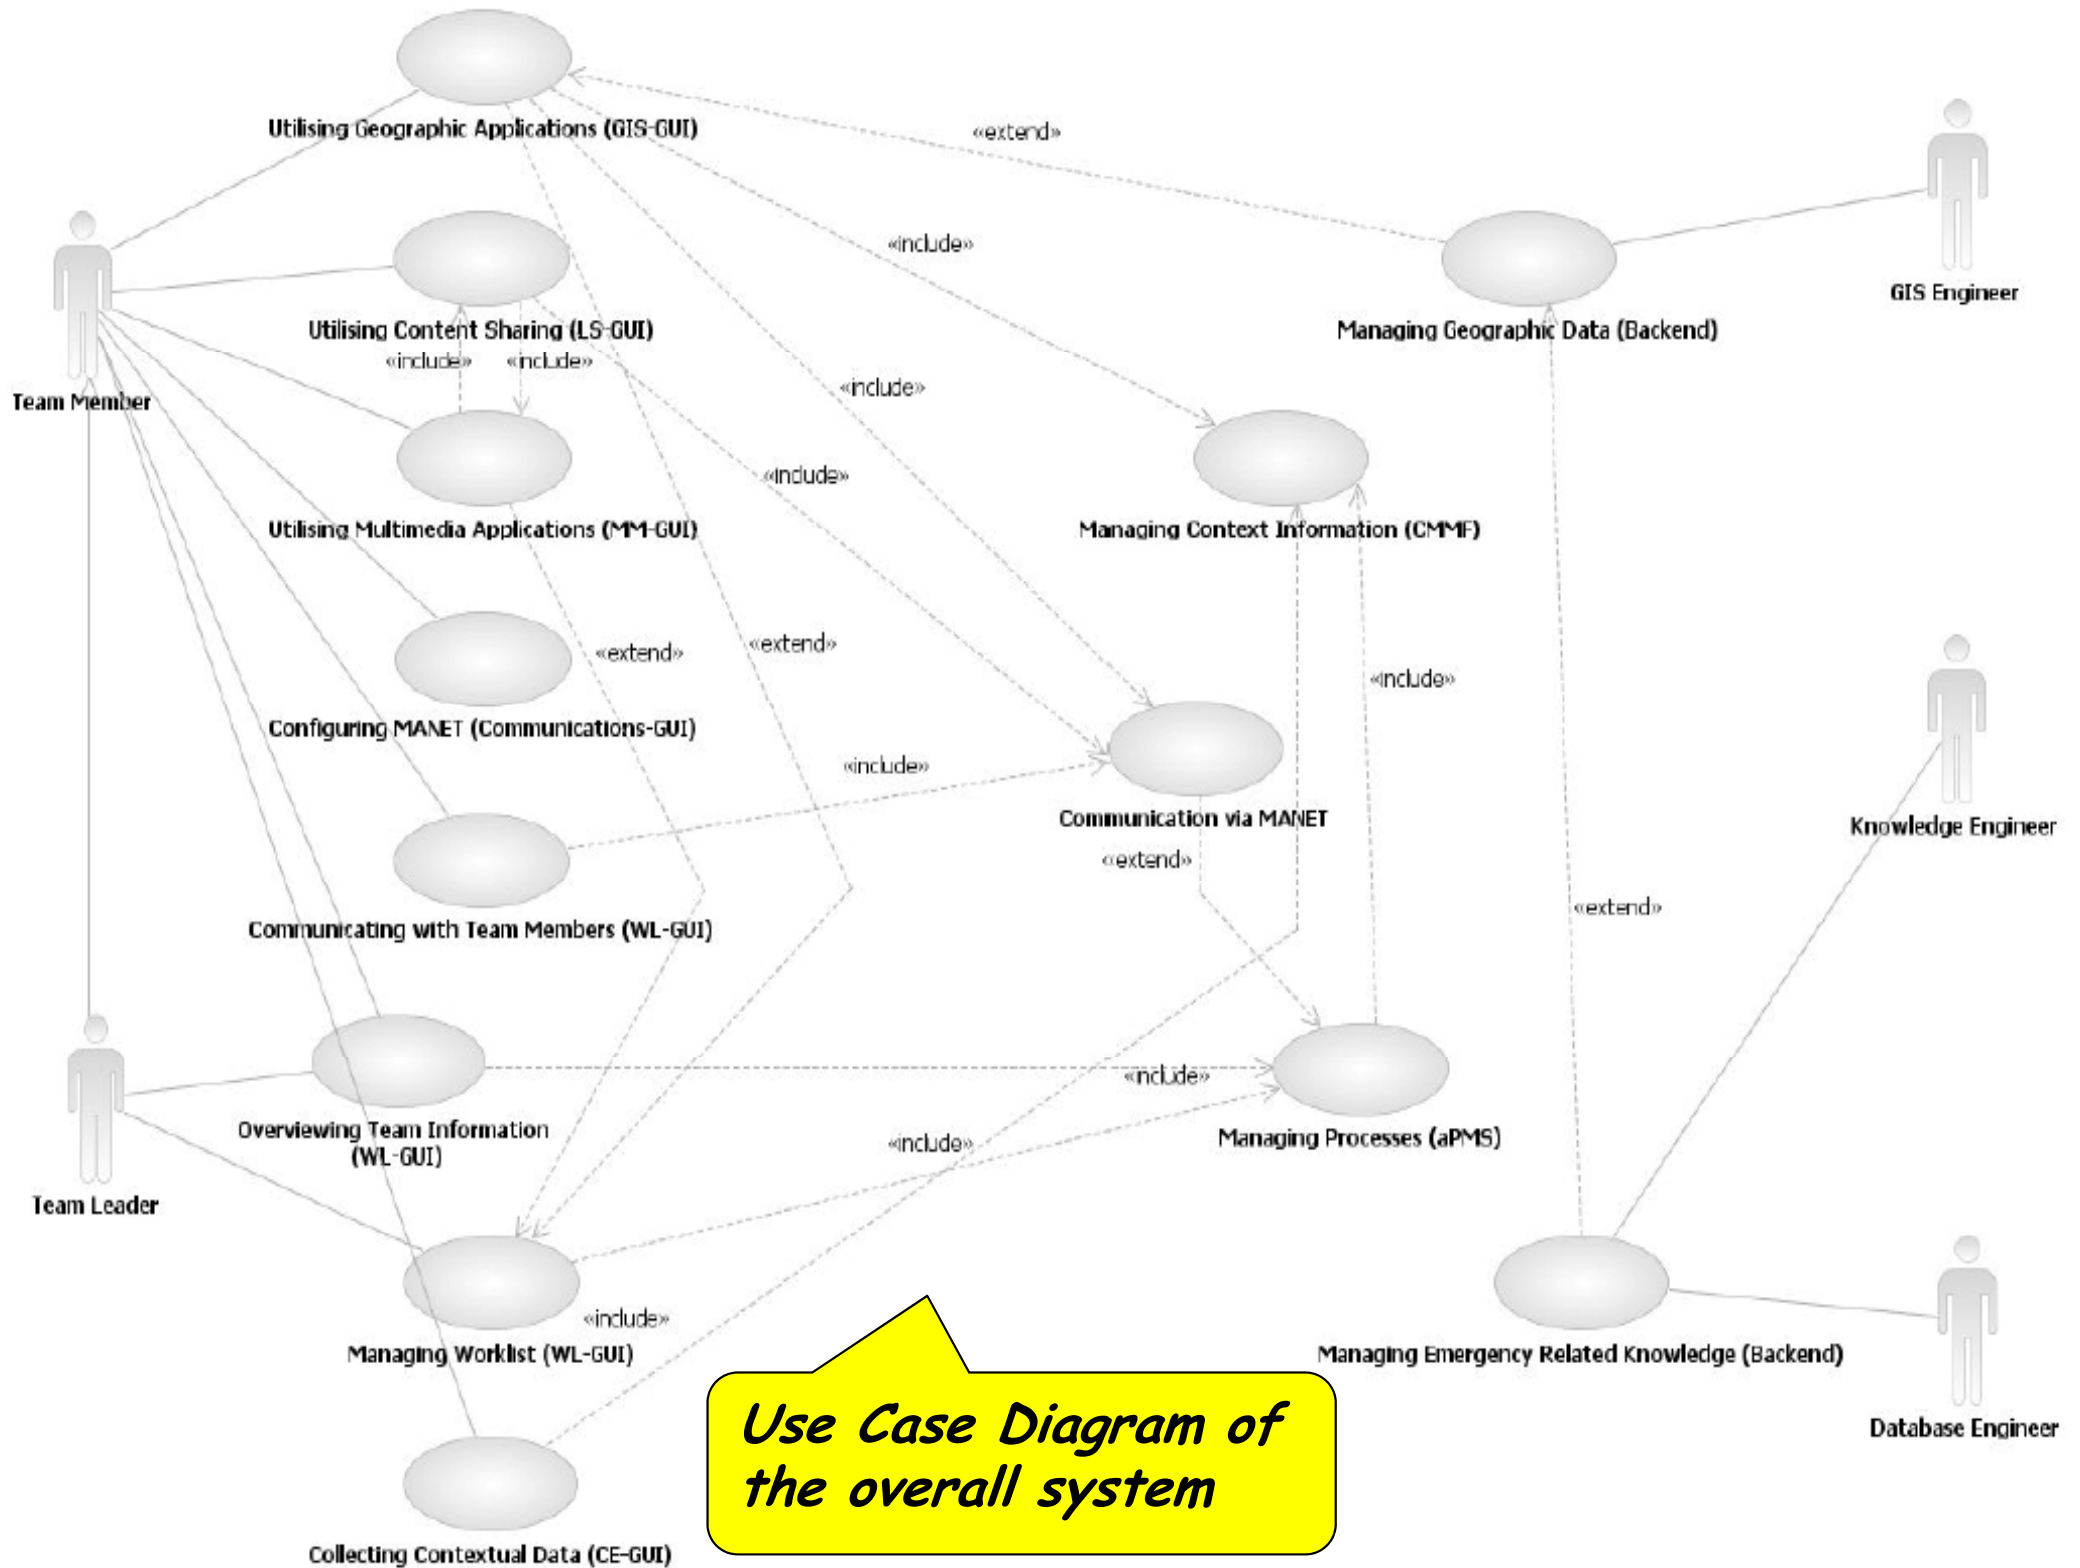 Utilising Geographic Applications (GIS-GUI)
«extend»
«include»
Utilising Content Sharing (LS-GUI)
«include»
«include»
Team Member
GIS Engineer
Managing Geographic Data (Backend)
«include»
«include»
Utilising Multimedia Applications (MM-GUI)
Managing Context Information (CMMF)
«extend»
«extend»
«include»
Configuring MANET (Communications-GUI)
«include»
Communication via MANET
Knowledge Engineer
«extend»
«extend»
Communicating with Team Members (WL-GUI)
«include»
Overviewing Team Information
(WL-GUI)
«include»
Managing Processes (aPMS)
Team Leader
«include»
Managing Worklist (WL-GUI)
Managing Emergency Related Knowledge (Backend)
Database Engineer
Use Case Diagram of
the overall system
Collecting Contextual Data (CE-GUI)